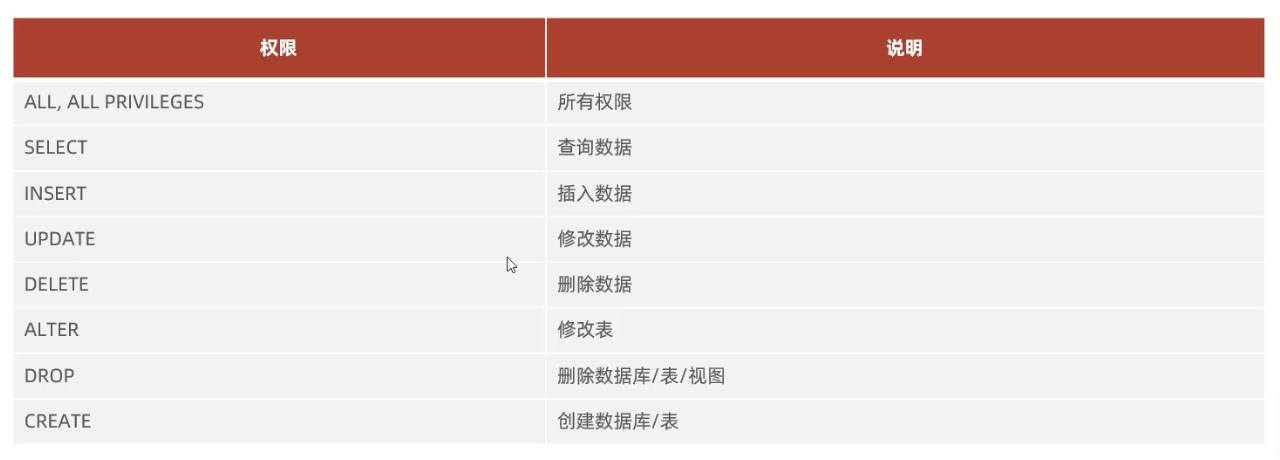 权限 说明
ALL, ALL PRIVILEGES 所有权限
SELECT 查询数据
INSERT 插入数据
UPDATE 修改数据
DELETE 删除数据
ALTER 修改表
DROP 删除数据库/表/视图
CREATE 创建数据库/表